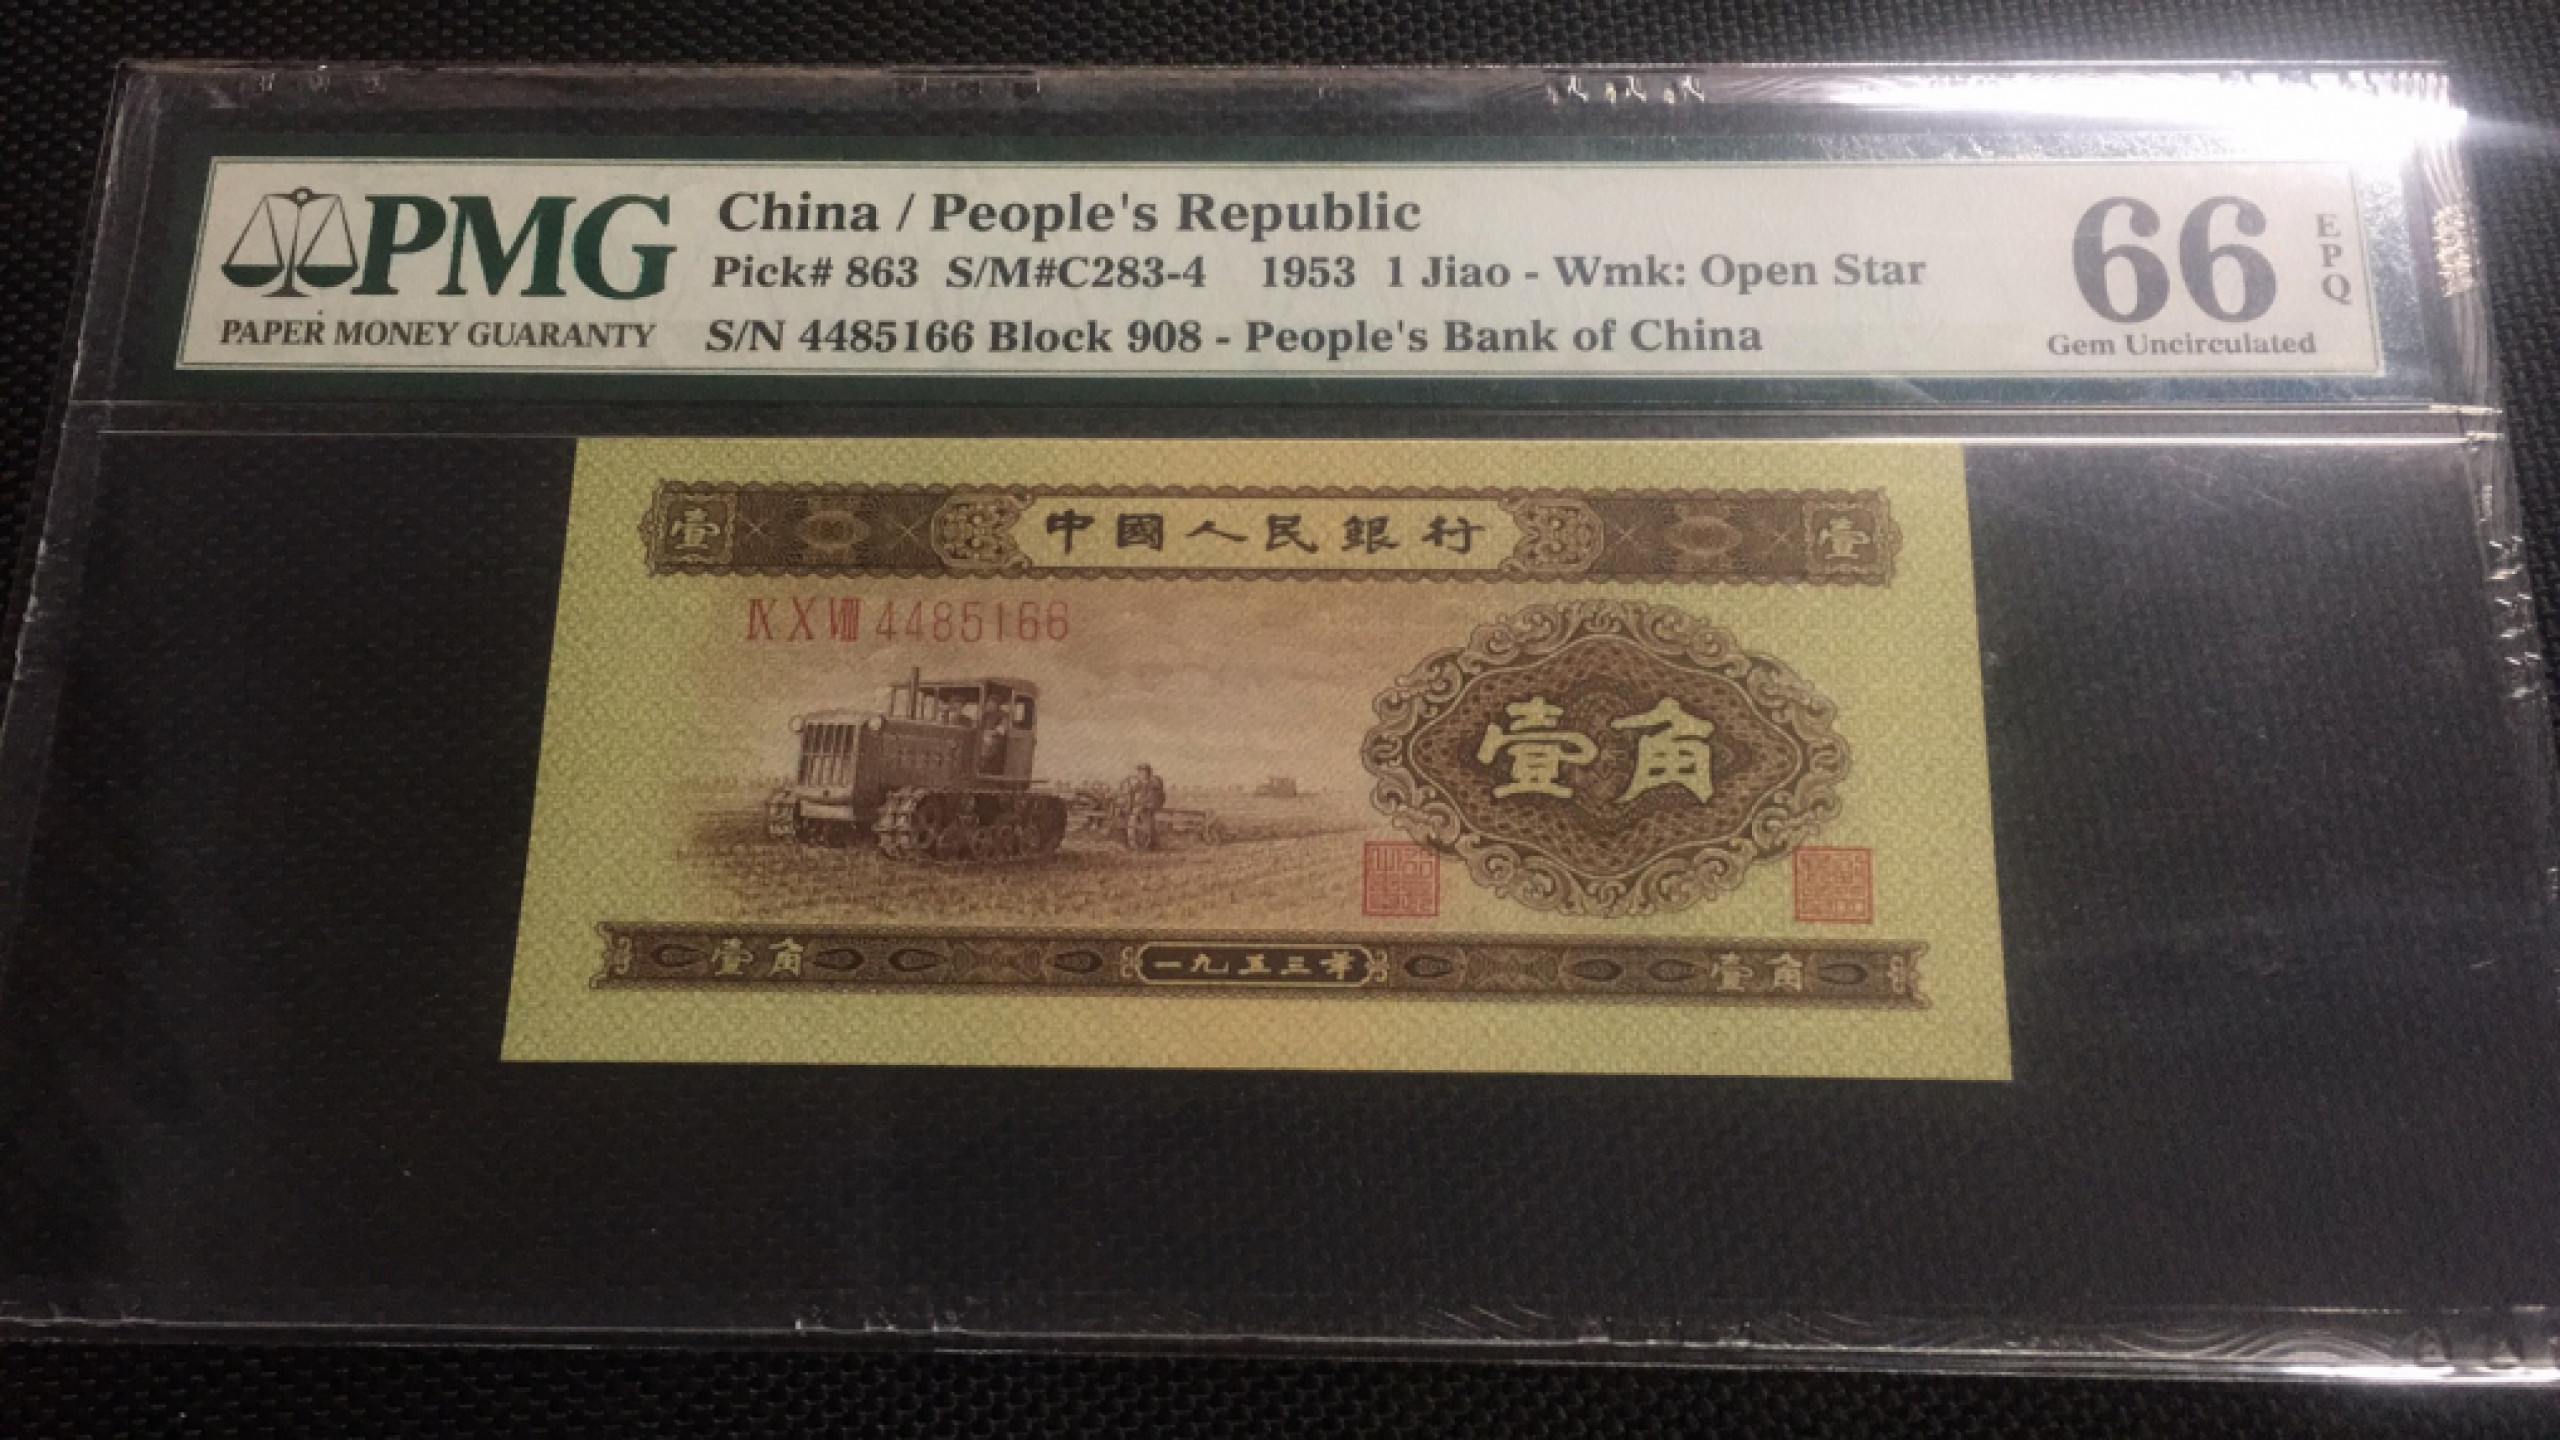 PMG
PAPER MONEY GUARANTY
China / People's Republic
Pick# 863 S/M#C283-4 1953 1 Jiao - Wmk: Open Star
S/N 4485166 Block 908 - People's Bank of China
66
EPQ
Gem Uncirculated
壹 中國人民銀行 壹
IX X VIII 4485166
壹角
壹角 一九五三年 壹角